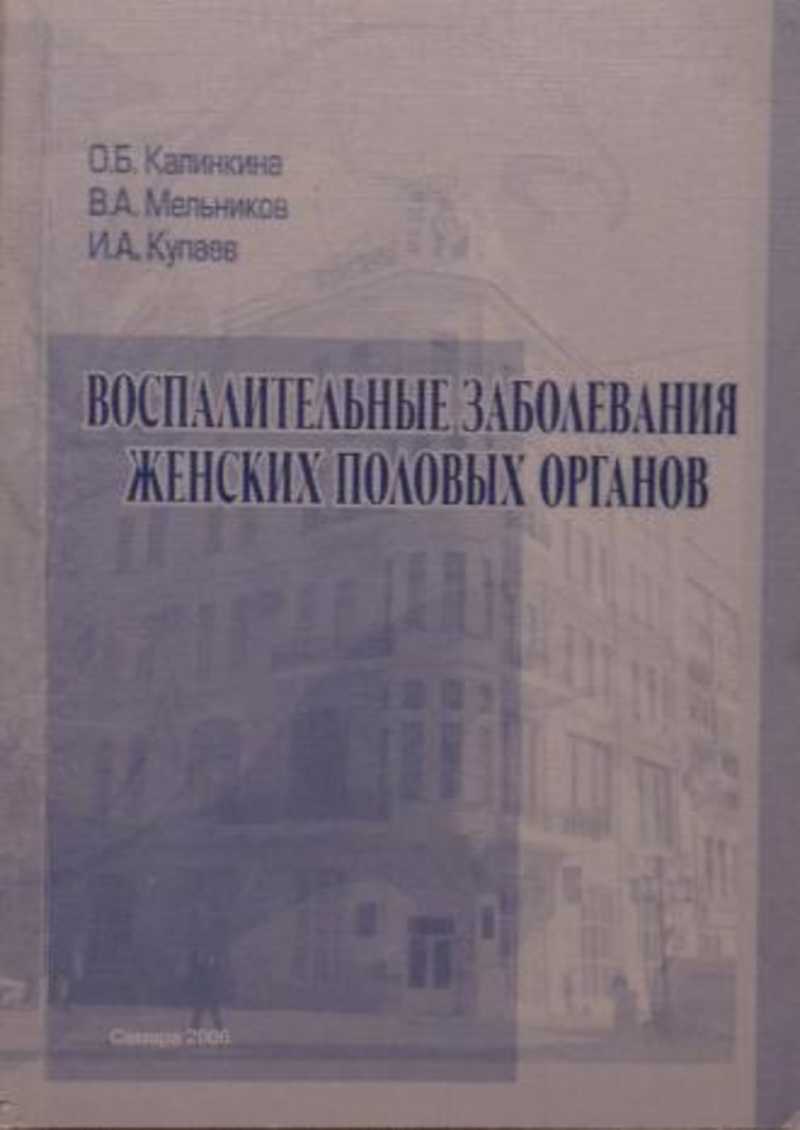 О.Б. Калинкина
В.А. Мельников
И.А. Купаев
ВОСПАЛИТЕЛЬНЫЕ ЗАБОЛЕВАНИЯ
ЖЕНСКИХ ПОЛОВЫХ ОРГАНОВ
Самара 2006